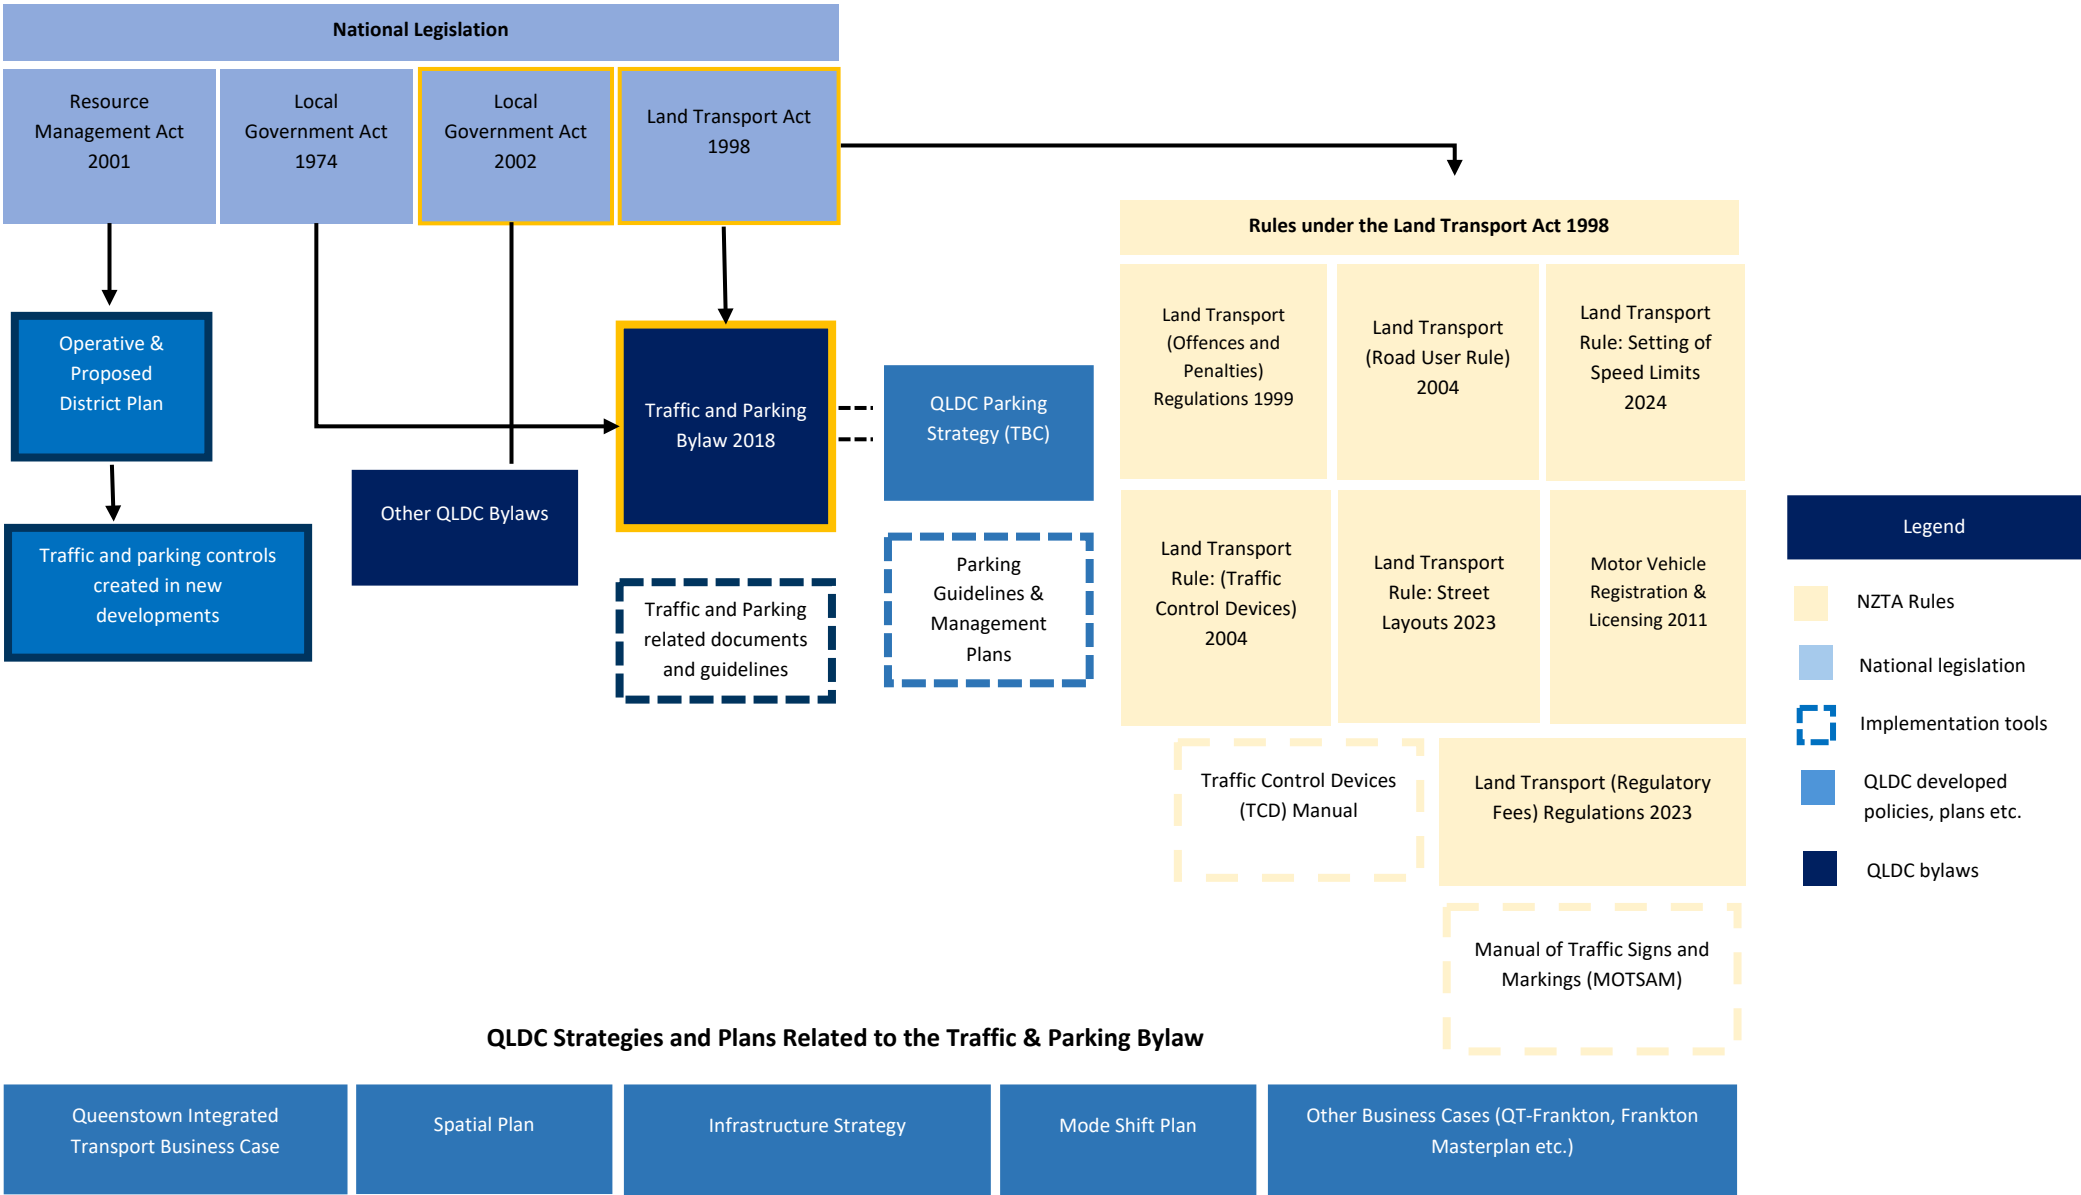 National Legislation
Resource
Management Act
2001
Local
Government Act
1974
Local
Government Act
2002
Land Transport Act
1998
Operative &
Proposed
District Plan
Traffic and parking controls
created in new
developments
Other QLDC Bylaws
Traffic and Parking
Bylaw 2018
Traffic and Parking
related documents
and guidelines
QLDC Parking
Strategy (TBC)
Parking
Guidelines &
Management
Plans
Rules under the Land Transport Act 1998
Land Transport
(Offences and
Penalties)
Regulations 1999
Land Transport
(Road User Rule)
2004
Land Transport
Rule: Setting of
Speed Limits
2024
Land Transport
Rule: (Traffic
Control Devices)
2004
Land Transport
Rule: Street
Layouts 2023
Motor Vehicle
Registration &
Licensing 2011
Traffic Control Devices
(TCD) Manual
Land Transport (Regulatory
Fees) Regulations 2023
Manual of Traffic Signs and
Markings (MOTSAM)
Legend
NZTA Rules
National legislation
Implementation tools
QLDC developed
policies, plans etc.
QLDC bylaws
QLDC Strategies and Plans Related to the Traffic & Parking Bylaw
Queenstown Integrated
Transport Business Case
Spatial Plan
Infrastructure Strategy
Mode Shift Plan
Other Business Cases (QT-Frankton, Frankton
Masterplan etc.)